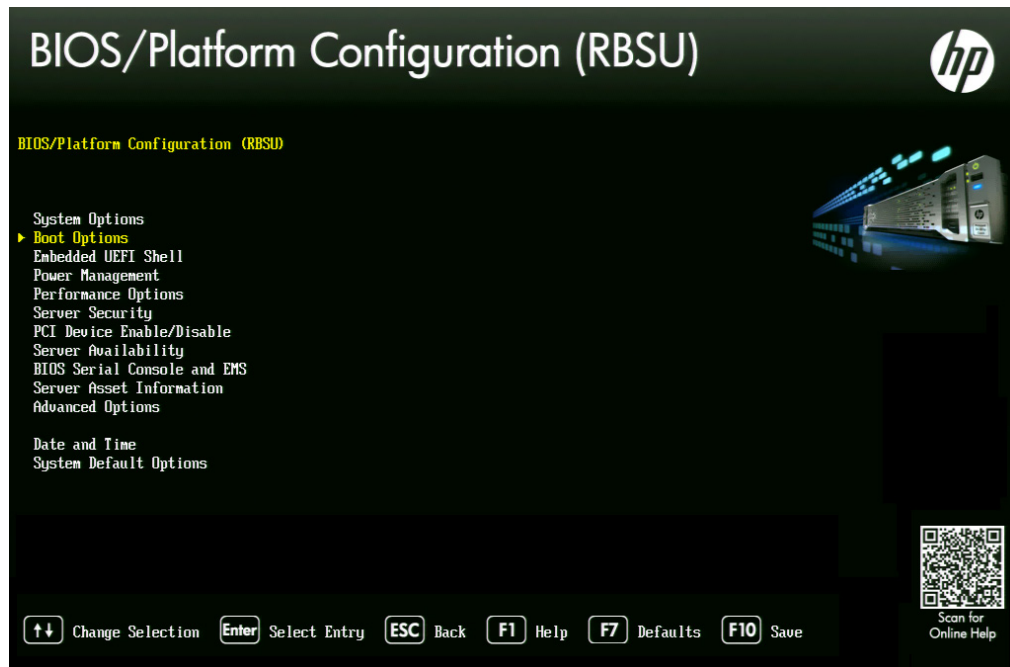 BIOS/Platform Configuration (RBSU)
hp
BIOS/Platform Configuration (RBSU)
System Options
Boot Options
Embedded UEFI Shell
Power Management
Performance Options
Server Security
PCI Device Enable/Disable
Server Availability
BIOS Serial Console and EMS
Server Asset Information
Advanced Options
Date and Time
System Default Options
↑↓ Change Selection Enter Select Entry ESC Back F1 Help F7 Defaults F10 Save
Scan for
Online Help